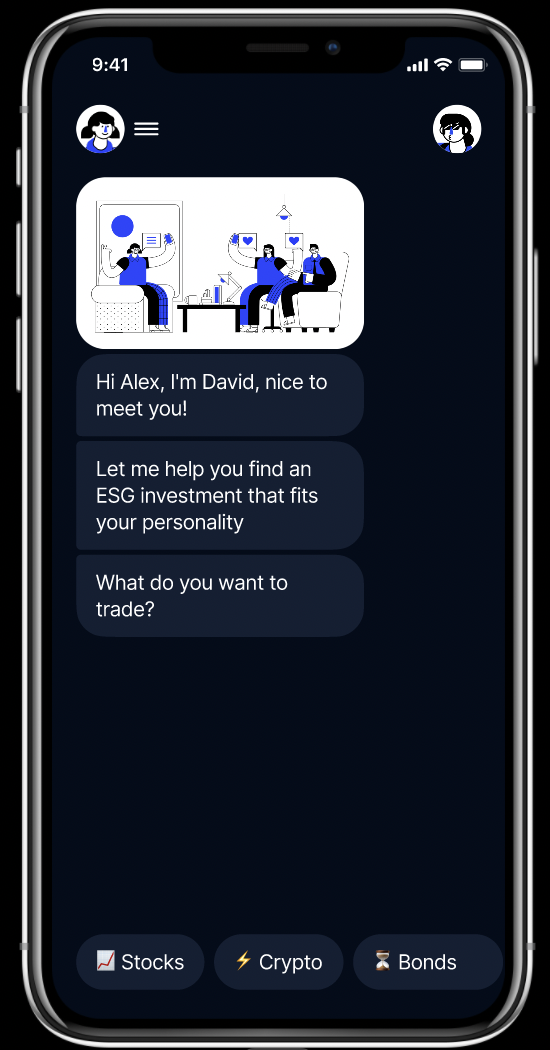 9:41
Hi Alex, I'm David, nice to
meet you!
Let me help you find an
ESG investment that fits
your personality
What do you want to
trade?
📈 Stocks
⚡ Crypto
⏳ Bonds